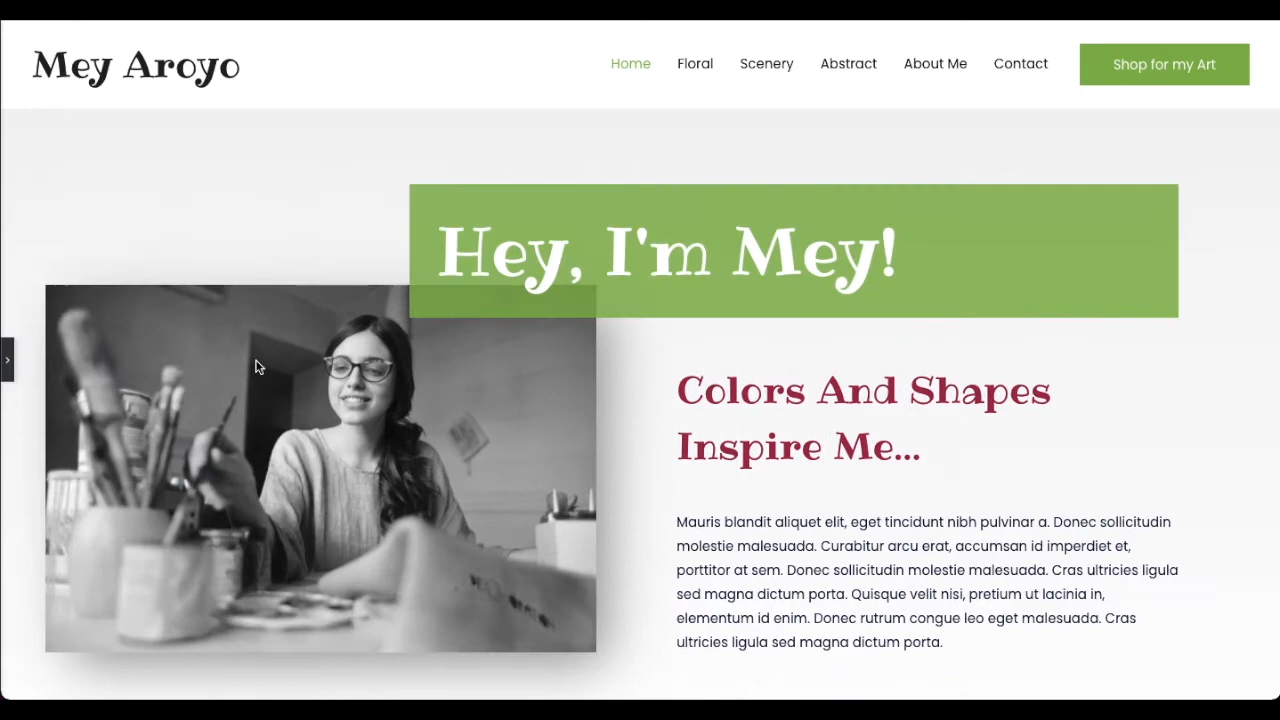 Mey Aroyo
Home Floral Scenery Abstract About Me Contact Shop for my Art
Hey, I'm Mey!
Colors And Shapes
Inspire Me...
Mauris blandit aliquet elit, eget tincidunt nibh pulvinar a. Donec sollicitudin
molestie malesuada. Curabitur arcu erat, accumsan id imperdiet et,
porttitor at sem. Donec sollicitudin molestie malesuada. Cras ultricies ligula
sed magna dictum porta. Quisque velit nisi, pretium ut lacinia in,
elementum id enim. Donec rutrum congue leo eget malesuada. Cras
ultricies ligula sed magna dictum porta.